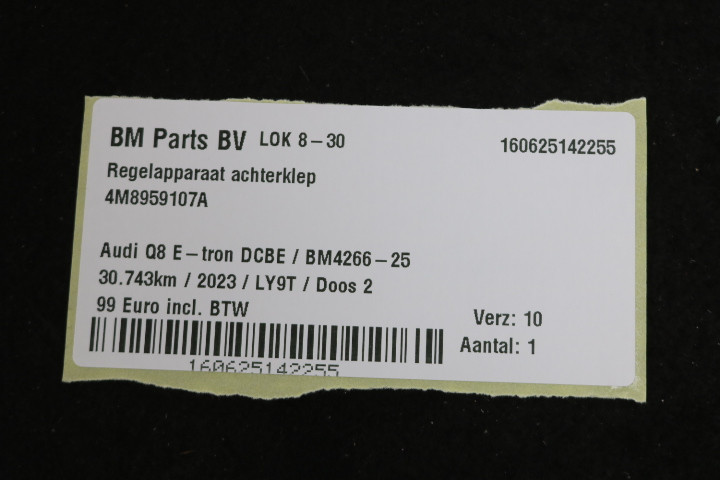 BM Parts BV LOK 8-30 160625142255
Regelapparaat achterklep
4M8959107A
Audi Q8 E-tron DCBE / BM4266-25
30.743km / 2023 / LY9T / Doos 2
99 Euro incl. BTW
Verz: 10
Aantal: 1
160625142255